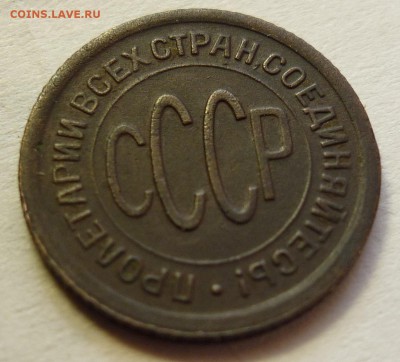 COINS.LAVE.RU
ПРОЛЕТАРИИ ВСЕХ СТРАН, СОЕДИНЯЙТЕСЬ! •
СССР